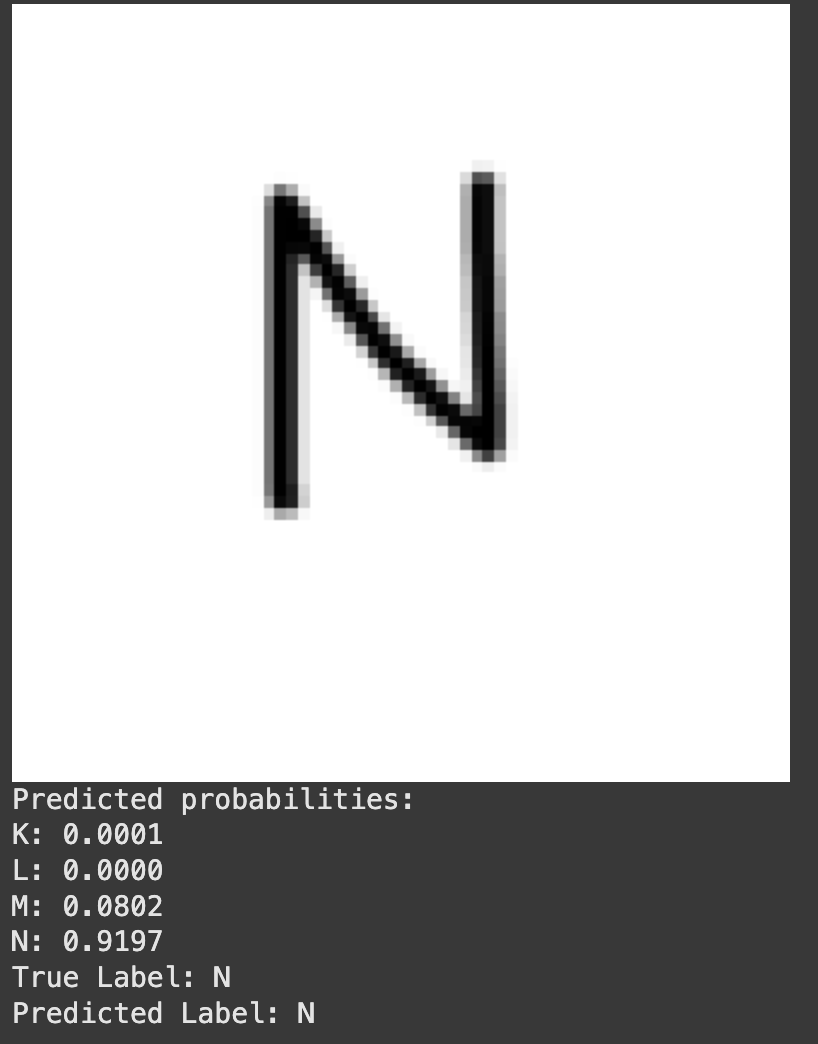 N
Predicted probabilities:
K: 0.0001
L: 0.0000
M: 0.0802
N: 0.9197
True Label: N
Predicted Label: N